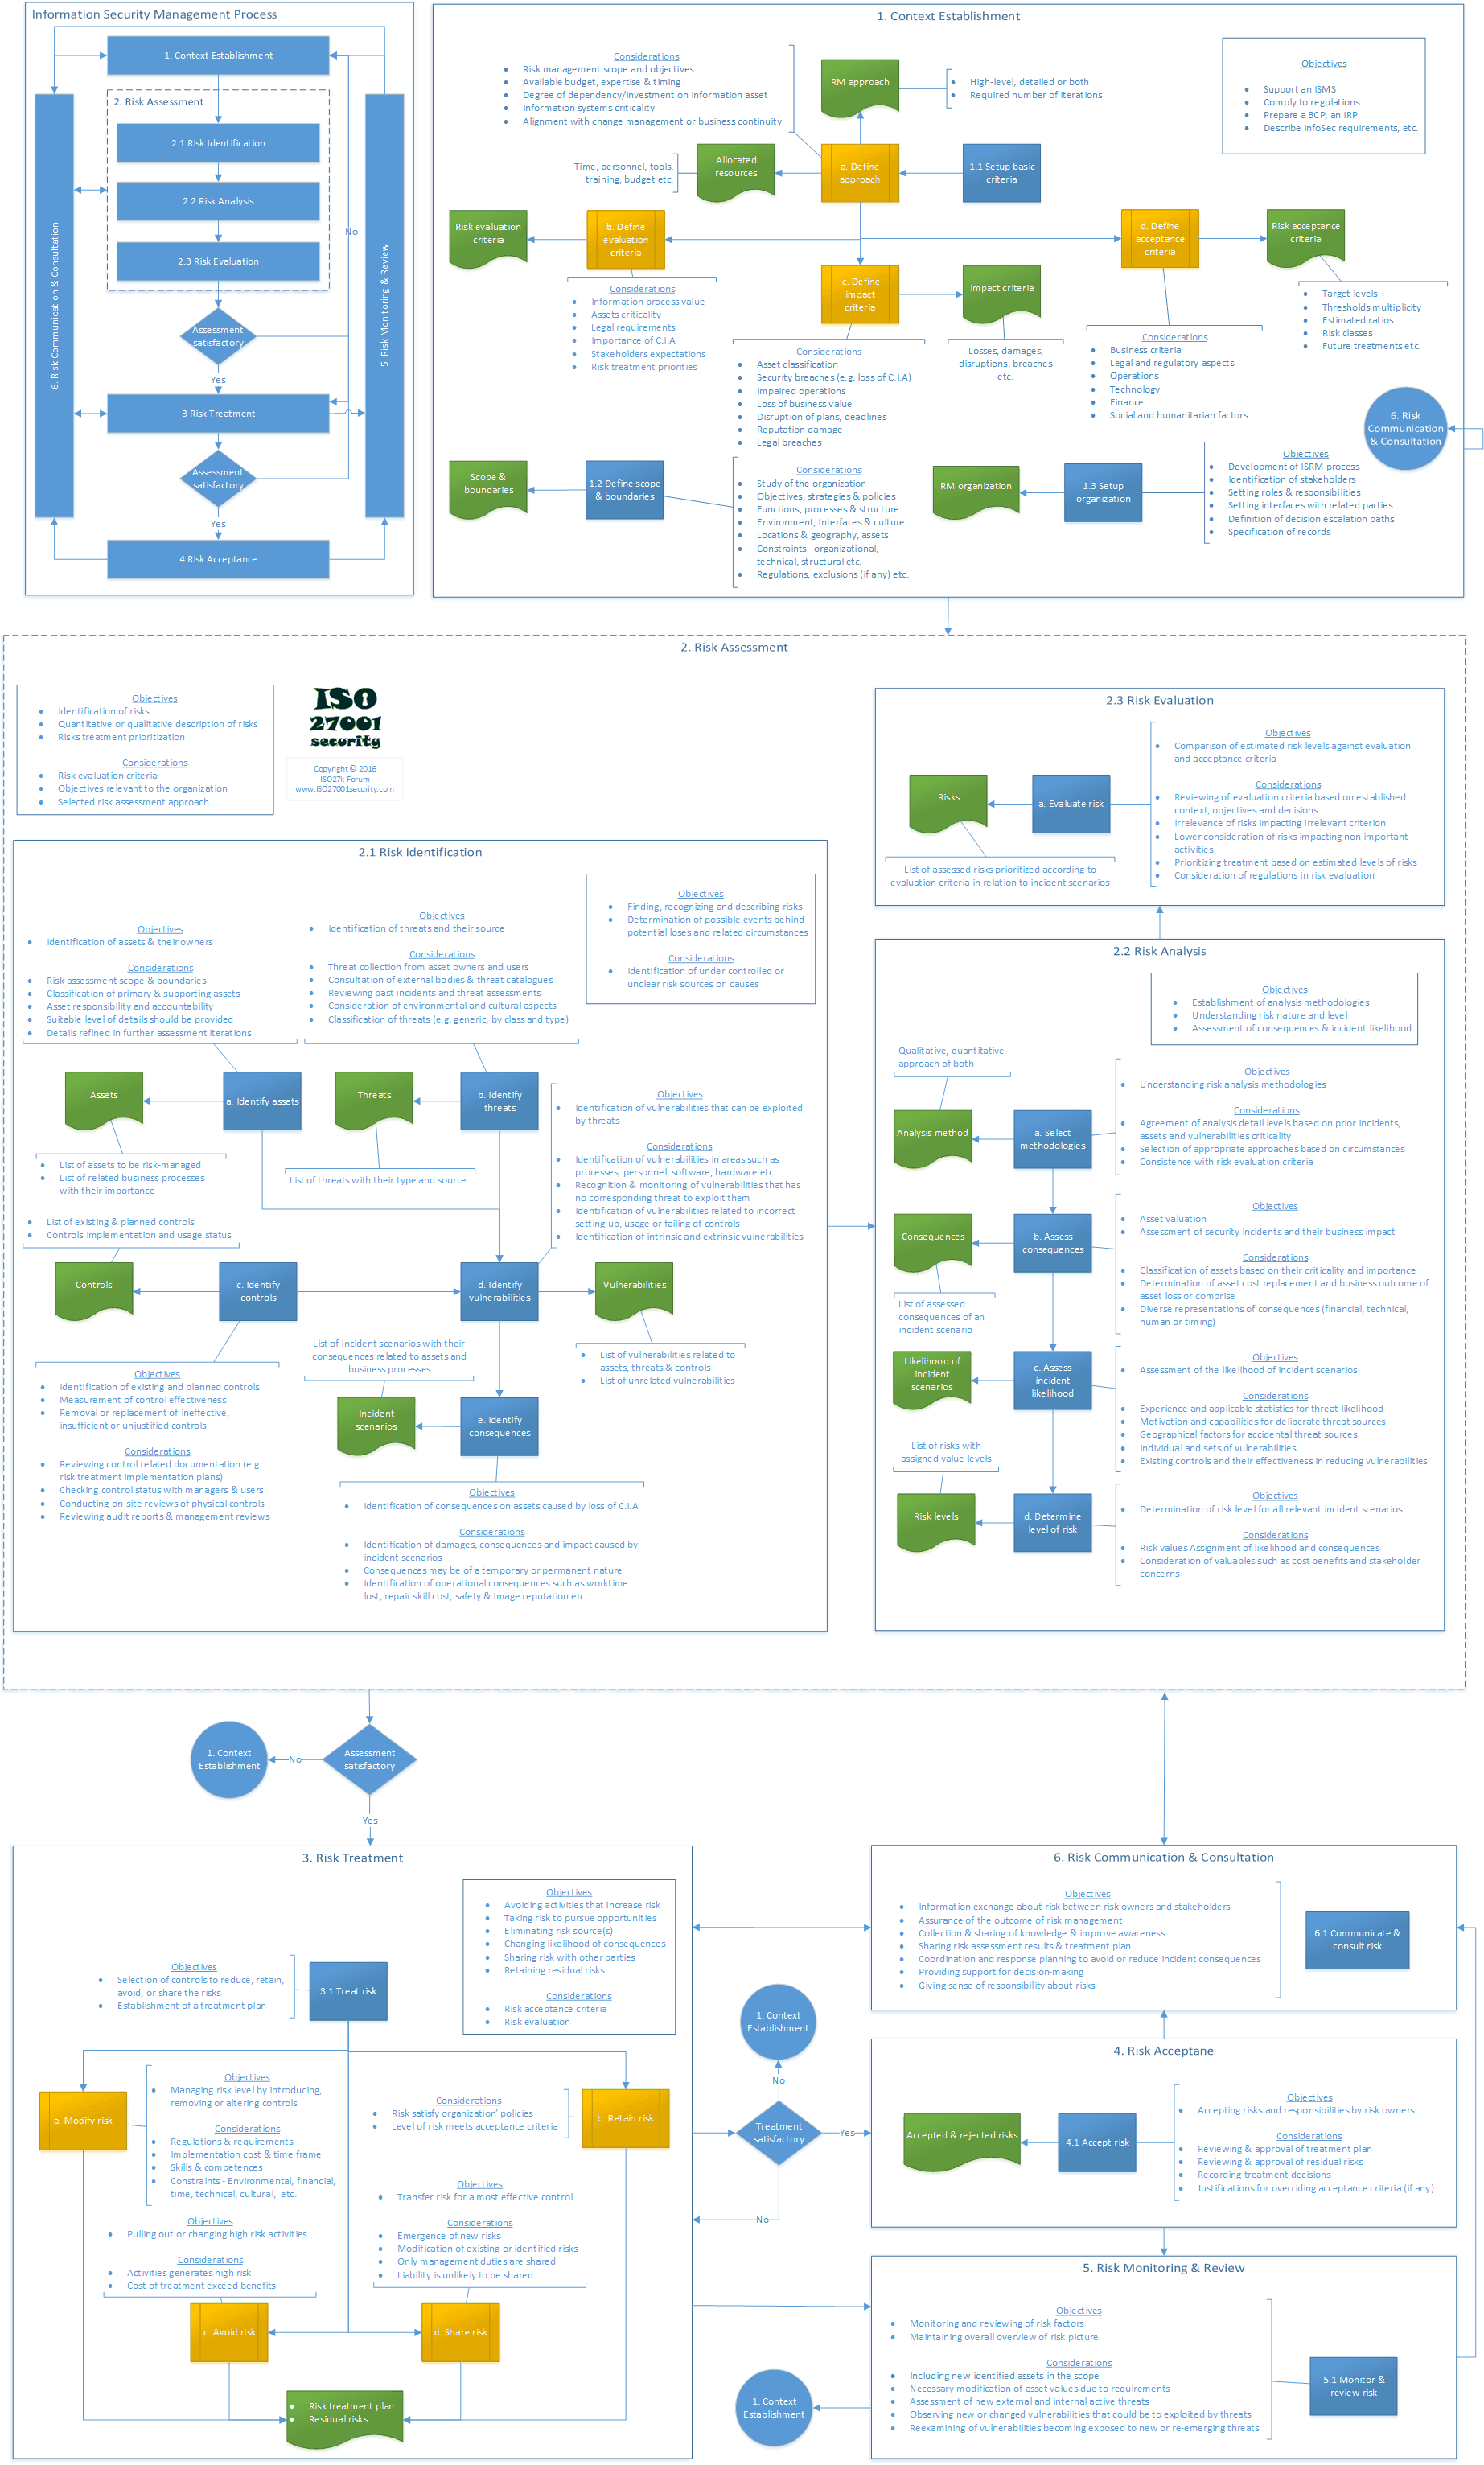 Information Security Management Process
1. Context Establishment
2. Risk Assessment
2.1 Risk Identification
2.2 Risk Analysis
2.3 Risk Evaluation
No
Assessment
satisfactory
Yes
3 Risk Treatment
Assessment
satisfactory
Yes
4 Risk Acceptance
6. Risk Communication & Consultation
5. Risk Monitoring & Review
1. Context Establishment
Considerations
• Risk management scope and objectives
• Available budget, expertise & timing
• Degree of dependency/investment on information asset
• Information systems criticality
• Alignment with change management or business continuity
RM approach
• High-level, detailed or both
• Required number of iterations
Objectives
• Support an ISMS
• Comply to regulations
• Prepare a BCP, an IRP
• Describe InfoSec requirements, etc.
Time, personnel, tools,
training, budget etc.
Allocated
resources
a. Define
approach
1.1 Setup basic
criteria
Risk evaluation
criteria
b. Define
evaluation
criteria
d. Define
acceptance
criteria
Risk acceptance
criteria
Considerations
• Information process value
• Assets criticality
• Legal requirements
• Importance of C.I.A
• Stakeholders expectations
• Risk treatment priorities
c. Define
impact
criteria
Impact criteria
• Target levels
• Thresholds multiplicity
• Estimated ratios
• Risk classes
• Future treatments etc.
Considerations
• Asset classification
• Security breaches (e.g. loss of C.I.A)
• Impaired operations
• Loss of business value
• Disruption of plans, deadlines
• Reputation damage
• Legal breaches
Losses, damages,
disruptions, breaches
etc.
Considerations
• Business criteria
• Legal and regulatory aspects
• Operations
• Technology
• Finance
• Social and humanitarian factors
6. Risk
Communication
& Consultation
Scope &
boundaries
1.2 Define scope
& boundaries
Considerations
• Study of the organization
• Objectives, strategies & policies
• Functions, processes & structure
• Environment, Interfaces & culture
• Locations & geography, assets
• Constraints - organizational,
technical, structural etc.
• Regulations, exclusions (if any) etc.
RM organization
1.3 Setup
organization
Objectives
• Development of ISRM process
• Identification of stakeholders
• Setting roles & responsibilities
• Setting interfaces with related parties
• Definition of decision escalation paths
• Specification of records
2. Risk Assessment
Objectives
• Identification of risks
• Quantitative or qualitative description of risks
• Risks treatment prioritization
Considerations
• Risk evaluation criteria
• Objectives relevant to the organization
• Selected risk assessment approach
ISO
27001
security
Copyright © 2016
ISO27k Forum
www.ISO27001security.com
2.3 Risk Evaluation
Risks
a. Evaluate risk
List of assessed risks prioritized according to
evaluation criteria in relation to incident scenarios
Objectives
• Comparison of estimated risk levels against evaluation
and acceptance criteria
Considerations
• Reviewing of evaluation criteria based on established
context, objectives and decisions
• Irrelevance of risks impacting irrelevant criterion
• Lower consideration of risks impacting non important
activities
• Prioritizing treatment based on estimated levels of risks
• Consideration of regulations in risk evaluation
2.1 Risk Identification
Objectives
• Finding, recognizing and describing risks
• Determination of possible events behind
potential loses and related circumstances
Considerations
• Identification of under controlled or
unclear risk sources or causes
Objectives
• Identification of assets & their owners
Considerations
• Risk assessment scope & boundaries
• Classification of primary & supporting assets
• Asset responsibility and accountability
• Suitable level of details should be provided
• Details refined in further assessment iterations
Objectives
• Identification of threats and their source
Considerations
• Threat collection from asset owners and users
• Consultation of external bodies & threat catalogues
• Reviewing past incidents and threat assessments
• Consideration of environmental and cultural aspects
• Classification of threats (e.g. generic, by class and type)
Assets
a. Identify assets
Threats
b. Identify
threats
• List of assets to be risk-managed
• List of related business processes
with their importance
List of threats with their type and source.
Objectives
• Identification of vulnerabilities that can be exploited
by threats
Considerations
• Identification of vulnerabilities in areas such as
processes, personnel, software, hardware etc.
• Recognition & monitoring of vulnerabilities that has
no corresponding threat to exploit them
• Identification of vulnerabilities related to incorrect
setting-up, usage or failing of controls
• Identification of intrinsic and extrinsic vulnerabilities
• List of existing & planned controls
• Controls implementation and usage status
Controls
c. Identify
controls
d. Identify
vulnerabilities
Vulnerabilities
• List of vulnerabilities related to
assets, threats & controls
• List of unrelated vulnerabilities
List of incident scenarios with their
consequences related to assets and
business processes
Objectives
• Identification of existing and planned controls
• Measurement of control effectiveness
• Removal or replacement of ineffective,
insufficient or unjustified controls
Considerations
• Reviewing control related documentation (e.g.
risk treatment implementation plans)
• Checking control status with managers & users
• Conducting on-site reviews of physical controls
• Reviewing audit reports & management reviews
Incident
scenarios
e. Identify
consequences
Objectives
• Identification of consequences on assets caused by loss of C.I.A
Considerations
• Identification of damages, consequences and impact caused by
incident scenarios
• Consequences may be of a temporary or permanent nature
• Identification of operational consequences such as worktime
lost, repair skill cost, safety & image reputation etc.
2.2 Risk Analysis
Objectives
• Establishment of analysis methodologies
• Understanding risk nature and level
• Assessment of consequences & incident likelihood
Qualitative, quantitative
approach of both
Analysis method
a. Select
methodologies
Objectives
• Understanding risk analysis methodologies
Considerations
• Agreement of analysis detail levels based on prior incidents,
assets and vulnerabilities criticality
• Selection of appropriate approaches based on circumstances
• Consistence with risk evaluation criteria
Consequences
b. Assess
consequences
List of assessed
consequences of an
incident scenario
Objectives
• Asset valuation
• Assessment of security incidents and their business impact
Considerations
• Classification of assets based on their criticality and importance
• Determination of asset cost replacement and business outcome of
asset loss or comprise
• Diverse representations of consequences (financial, technical,
human or timing)
Likelihood of
incident
scenarios
c. Assess
incident
likelihood
Objectives
• Assessment of the likelihood of incident scenarios
Considerations
• Experience and applicable statistics for threat likelihood
• Motivation and capabilities for deliberate threat sources
• Geographical factors for accidental threat sources
• Individual and sets of vulnerabilities
• Existing controls and their effectiveness in reducing vulnerabilities
List of risks with
assigned value levels
Risk levels
d. Determine
level of risk
Objectives
• Determination of risk level for all relevant incident scenarios
Considerations
• Risk values Assignment of likelihood and consequences
• Consideration of valuables such as cost benefits and stakeholder
concerns
1. Context
Establishment
No
Assessment
satisfactory
Yes
3. Risk Treatment
Objectives
• Avoiding activities that increase risk
• Taking risk to pursue opportunities
• Eliminating risk source(s)
• Changing likelihood of consequences
• Sharing risk with other parties
• Retaining residual risks
Considerations
• Risk acceptance criteria
• Risk evaluation
Objectives
• Selection of controls to reduce, retain,
avoid, or share the risks
• Establishment of a treatment plan
3.1 Treat risk
a. Modify risk
Objectives
• Managing risk level by introducing,
removing or altering controls
Considerations
• Regulations & requirements
• Implementation cost & time frame
• Skills & competences
• Constraints - Environmental, financial,
time, technical, cultural, etc.
Considerations
• Risk satisfy organization' policies
• Level of risk meets acceptance criteria
b. Retain risk
Objectives
• Pulling out or changing high risk activities
Considerations
• Activities generates high risk
• Cost of treatment exceed benefits
Objectives
• Transfer risk for a most effective control
Considerations
• Emergence of new risks
• Modification of existing or identified risks
• Only management duties are shared
• Liability is unlikely to be shared
c. Avoid risk
d. Share risk
• Risk treatment plan
• Residual risks
1. Context
Establishment
No
Treatment
satisfactory
Yes
No
1. Context
Establishment
6. Risk Communication & Consultation
Objectives
• Information exchange about risk between risk owners and stakeholders
• Assurance of the outcome of risk management
• Collection & sharing of knowledge & improve awareness
• Sharing risk assessment results & treatment plan
• Coordination and response planning to avoid or reduce incident consequences
• Providing support for decision-making
• Giving sense of responsibility about risks
6.1 Communicate &
consult risk
4. Risk Acceptane
Accepted & rejected risks
4.1 Accept risk
Objectives
• Accepting risks and responsibilities by risk owners
Considerations
• Reviewing & approval of treatment plan
• Reviewing & approval of residual risks
• Recording treatment decisions
• Justifications for overriding acceptance criteria (if any)
5. Risk Monitoring & Review
Objectives
• Monitoring and reviewing of risk factors
• Maintaining overall overview of risk picture
Considerations
• Including new identified assets in the scope
• Necessary modification of asset values due to requirements
• Assessment of new external and internal active threats
• Observing new or changed vulnerabilities that could be to exploited by threats
• Reexamining of vulnerabilities becoming exposed to new or re-emerging threats
5.1 Monitor &
review risk